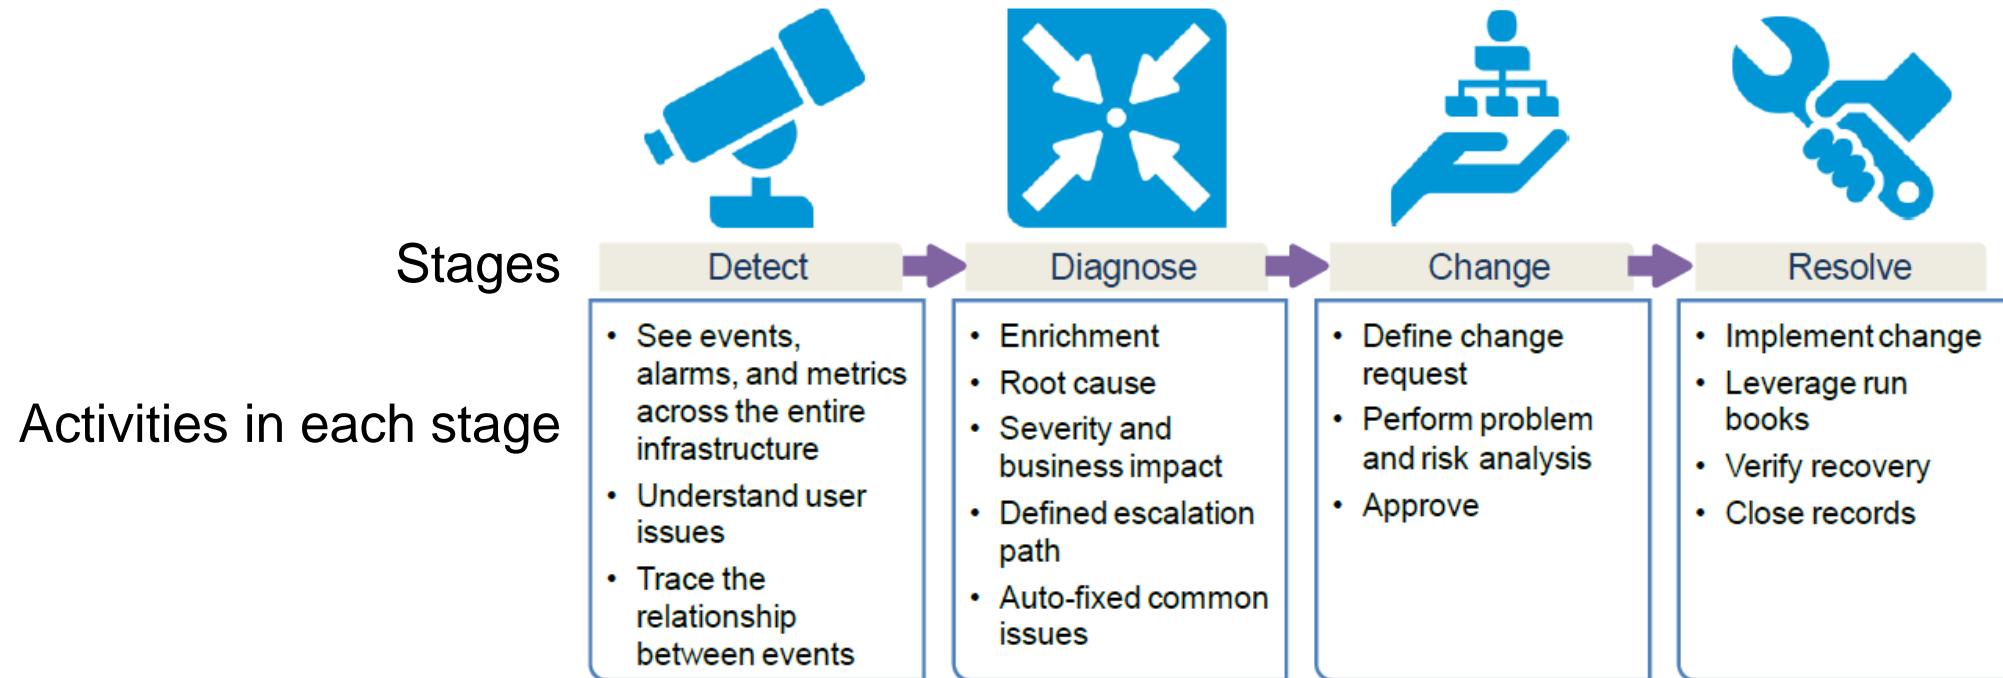 Stages
Detect
Diagnose
Change
Resolve
Activities in each stage
• See events,
alarms, and metrics
across the entire
infrastructure
• Understand user
issues
• Trace the
relationship
between events
• Enrichment
• Root cause
• Severity and
business impact
• Defined escalation
path
• Auto-fixed common
issues
• Define change
request
• Perform problem
and risk analysis
• Approve
• Implement change
• Leverage run
books
• Verify recovery
• Close records